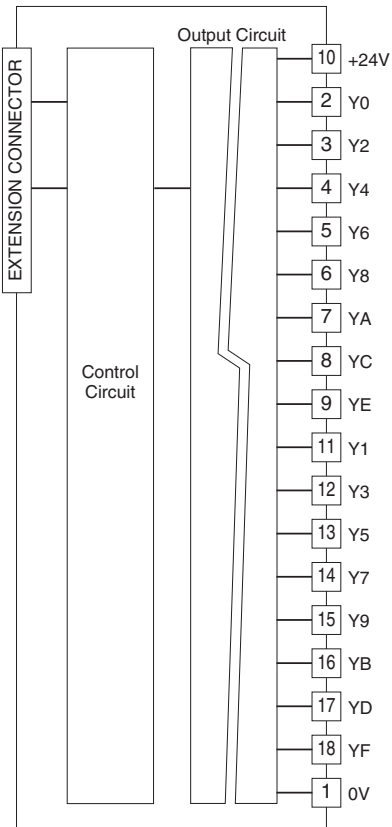 Output Circuit
EXTENSION CONNECTOR
Control
Circuit
10 +24V
2 Y0
3 Y2
4 Y4
5 Y6
6 Y8
7 YA
8 YC
9 YE
11 Y1
12 Y3
13 Y5
14 Y7
15 Y9
16 YB
17 YD
18 YF
1 0V